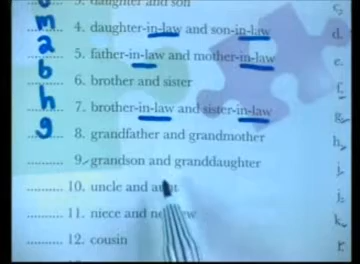 3. daughter and son
m 4. daughter-in-law and son-in-law d.
a 5. father-in-law and mother-in-law e.
b 6. brother and sister f.
h 7. brother-in-law and sister-in-law g.
g 8. grandfather and grandmother h.
9. grandson and granddaughter
10. uncle and
11. niece and
12. cousin